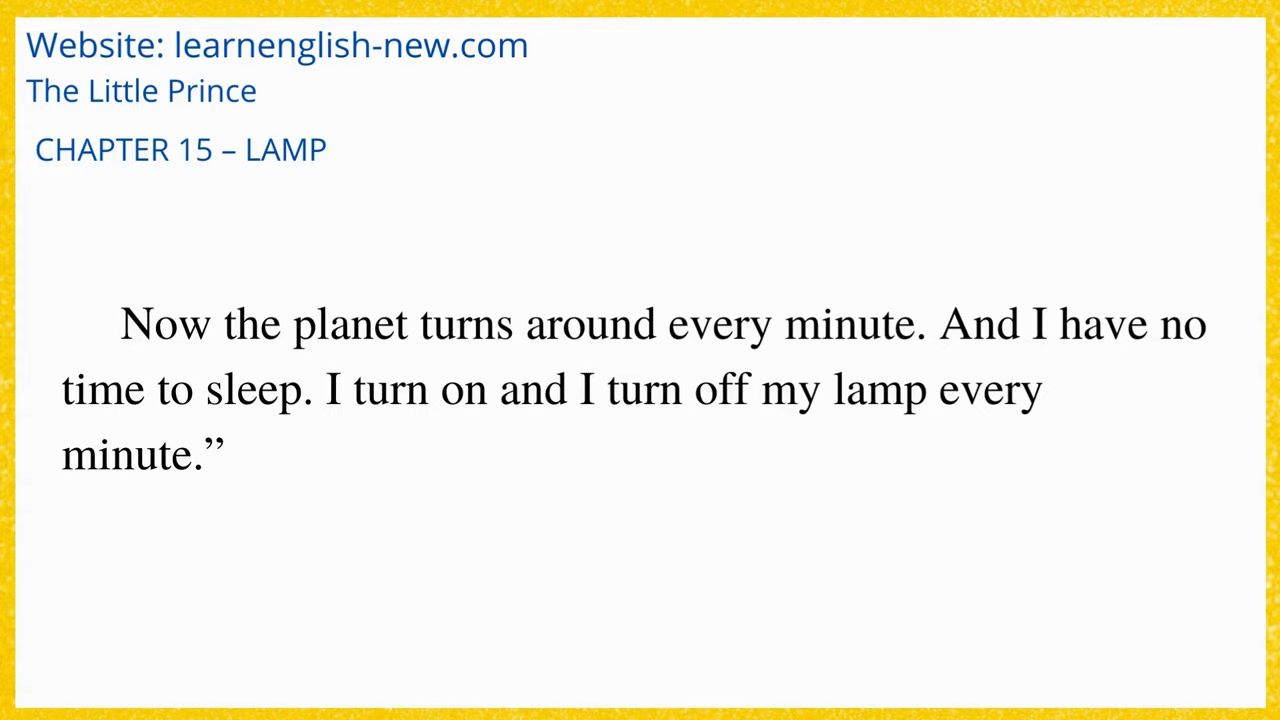 Website: learnenglish-new.com
The Little Prince
CHAPTER 15 – LAMP
Now the planet turns around every minute. And I have no
time to sleep. I turn on and I turn off my lamp every
minute.”